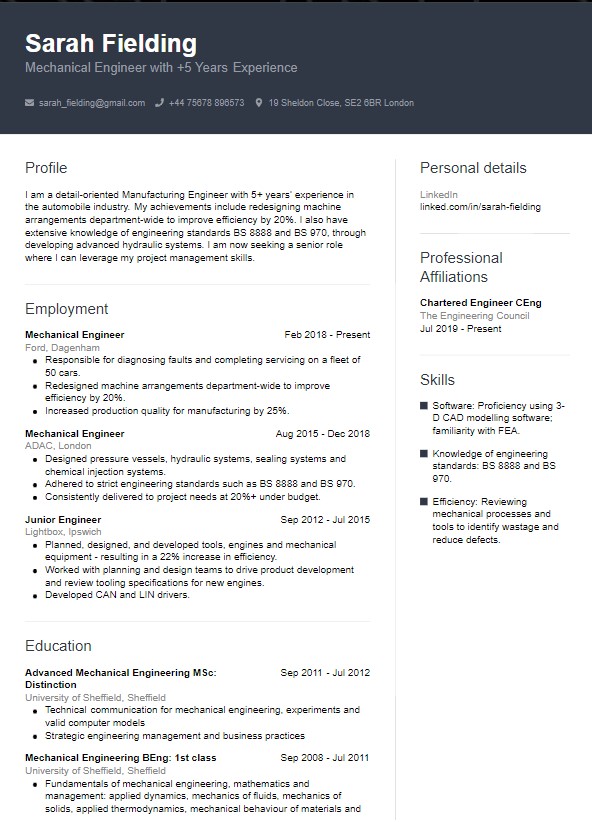 Sarah Fielding
Mechanical Engineer with +5 Years Experience
sarah_fielding@gmail.com +44 75678 896573 19 Sheldon Close, SE2 6BR London
Profile
I am a detail-oriented Manufacturing Engineer with 5+ years' experience in
the automobile industry. My achievements include redesigning machine
arrangements department-wide to improve efficiency by 20%. I also have
extensive knowledge of engineering standards BS 8888 and BS 970, through
developing advanced hydraulic systems. I am now seeking a senior role
where I can leverage my project management skills.
Employment
Mechanical Engineer Feb 2018 - Present
Ford, Dagenham
Responsible for diagnosing faults and completing servicing on a fleet of
50 cars.
Redesigned machine arrangements department-wide to improve
efficiency by 20%.
Increased production quality for manufacturing by 25%.
Mechanical Engineer Aug 2015 - Dec 2018
ADAC, London
Designed pressure vessels, hydraulic systems, sealing systems and
chemical injection systems.
Adhered to strict engineering standards such as BS 8888 and BS 970.
Consistently delivered to project needs at 20%+ under budget.
Junior Engineer Sep 2012 - Jul 2015
Lightbox, Ipswich
Planned, designed, and developed tools, engines and mechanical
equipment - resulting in a 22% increase in efficiency.
Worked with planning and design teams to drive product development
and review tooling specifications for new engines.
Developed CAN and LIN drivers.
Education
Advanced Mechanical Engineering MSc: Sep 2011 - Jul 2012
Distinction
University of Sheffield, Sheffield
Technical communication for mechanical engineering, experiments and
valid computer models
Strategic engineering management and business practices
Mechanical Engineering BEng: 1st class Sep 2008 - Jul 2011
University of Sheffield, Sheffield
Fundamentals of mechanical engineering, mathematics and
management: applied dynamics, mechanics of fluids, mechanics of
solids, applied thermodynamics, mechanical behaviour of materials and
Personal details
LinkedIn
linked.com/in/sarah-fielding
Professional
Affiliations
Chartered Engineer CEng
The Engineering Council
Jul 2019 - Present
Skills
Software: Proficiency using 3-
D CAD modelling software;
familiarity with FEA.
Knowledge of engineering
standards: BS 8888 and BS
970.
Efficiency: Reviewing
mechanical processes and
tools to identify wastage and
reduce defects.